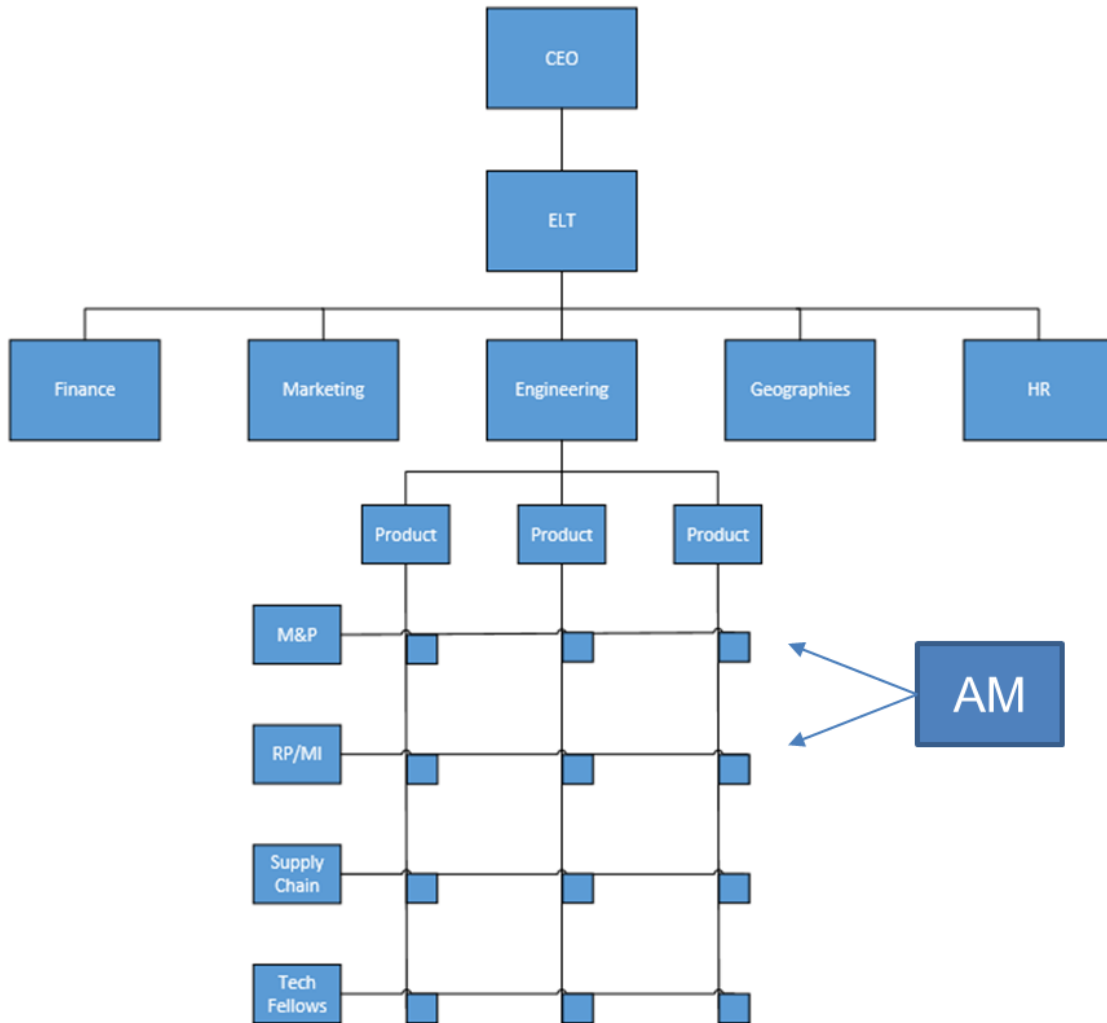 CEO
ELT
Finance
Marketing
Engineering
Geographies
HR
Product
Product
Product
M&P
AM
RP/MI
Supply
Chain
Tech
Fellows